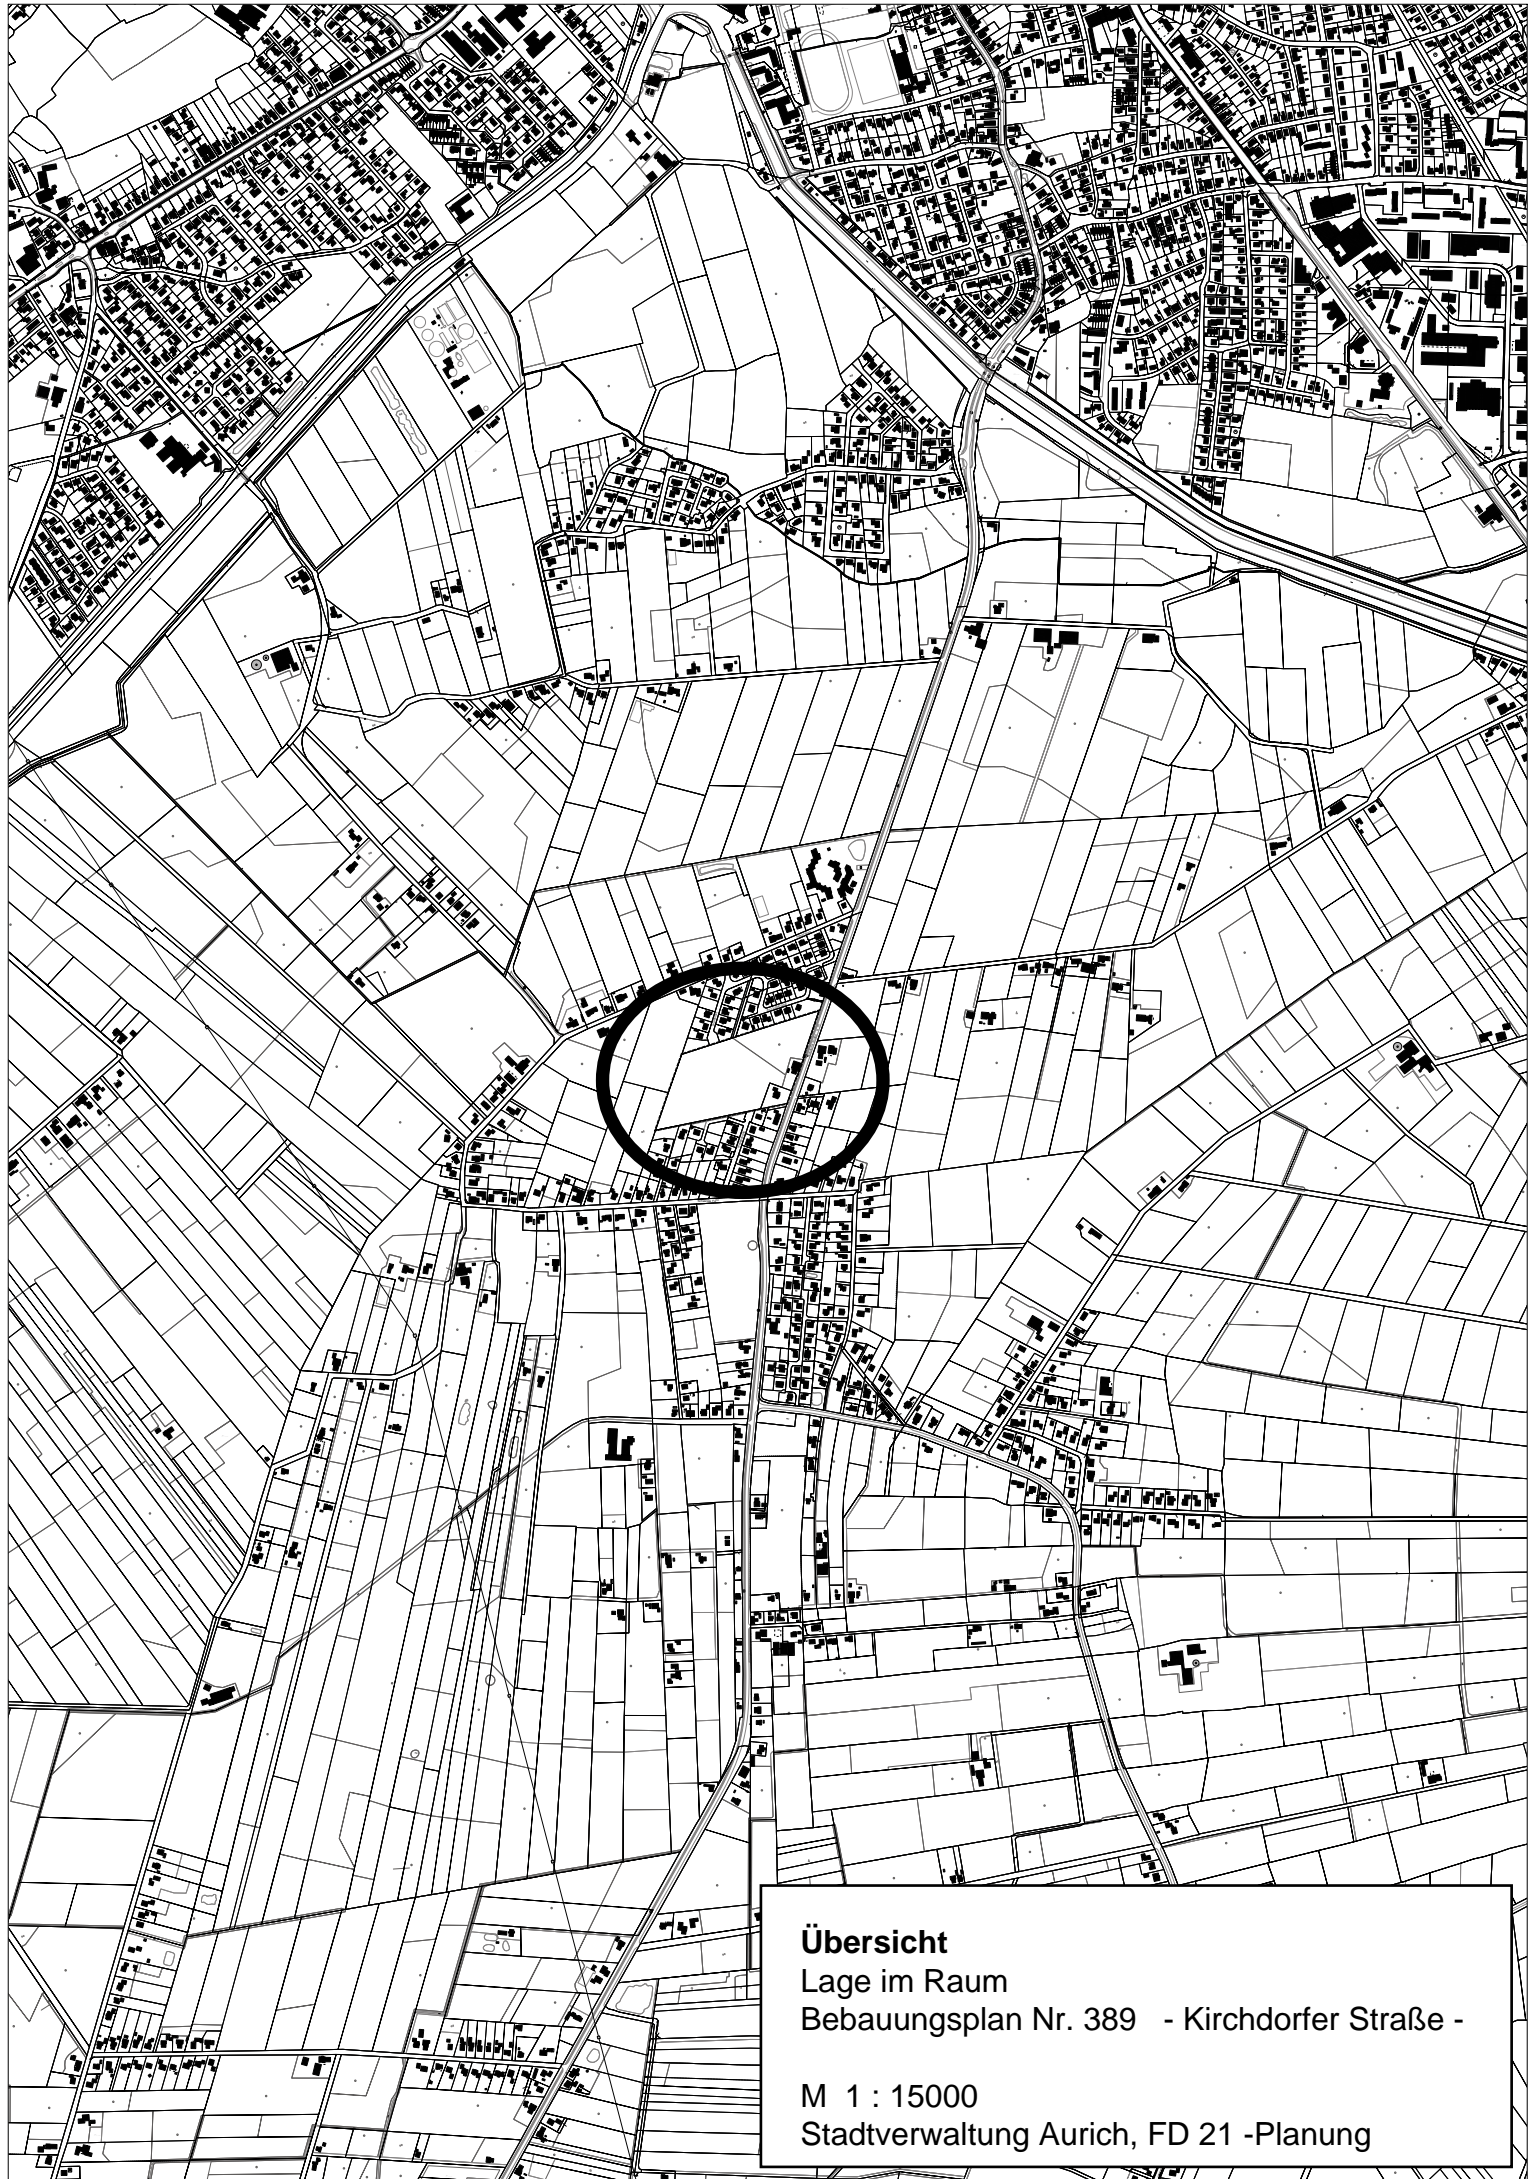 Übersicht
Lage im Raum
Bebauungsplan Nr. 389 - Kirchdorfer Straße -
M 1 : 15000
Stadtverwaltung Aurich, FD 21 -Planung